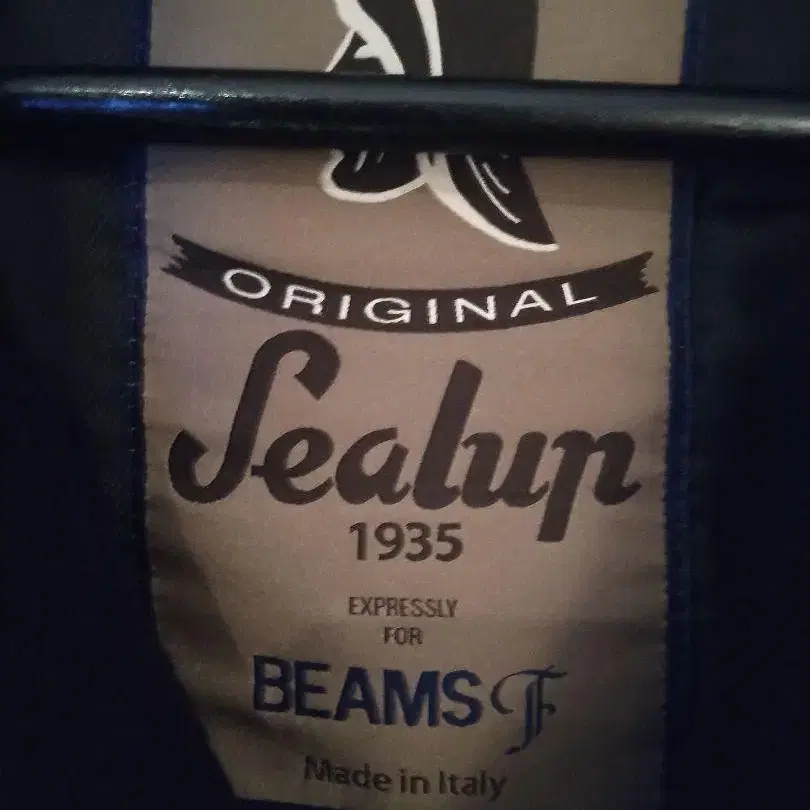 ORIGINAL
Sealup
1935
EXPRESSLY
FOR
BEAMS F
Made in Italy